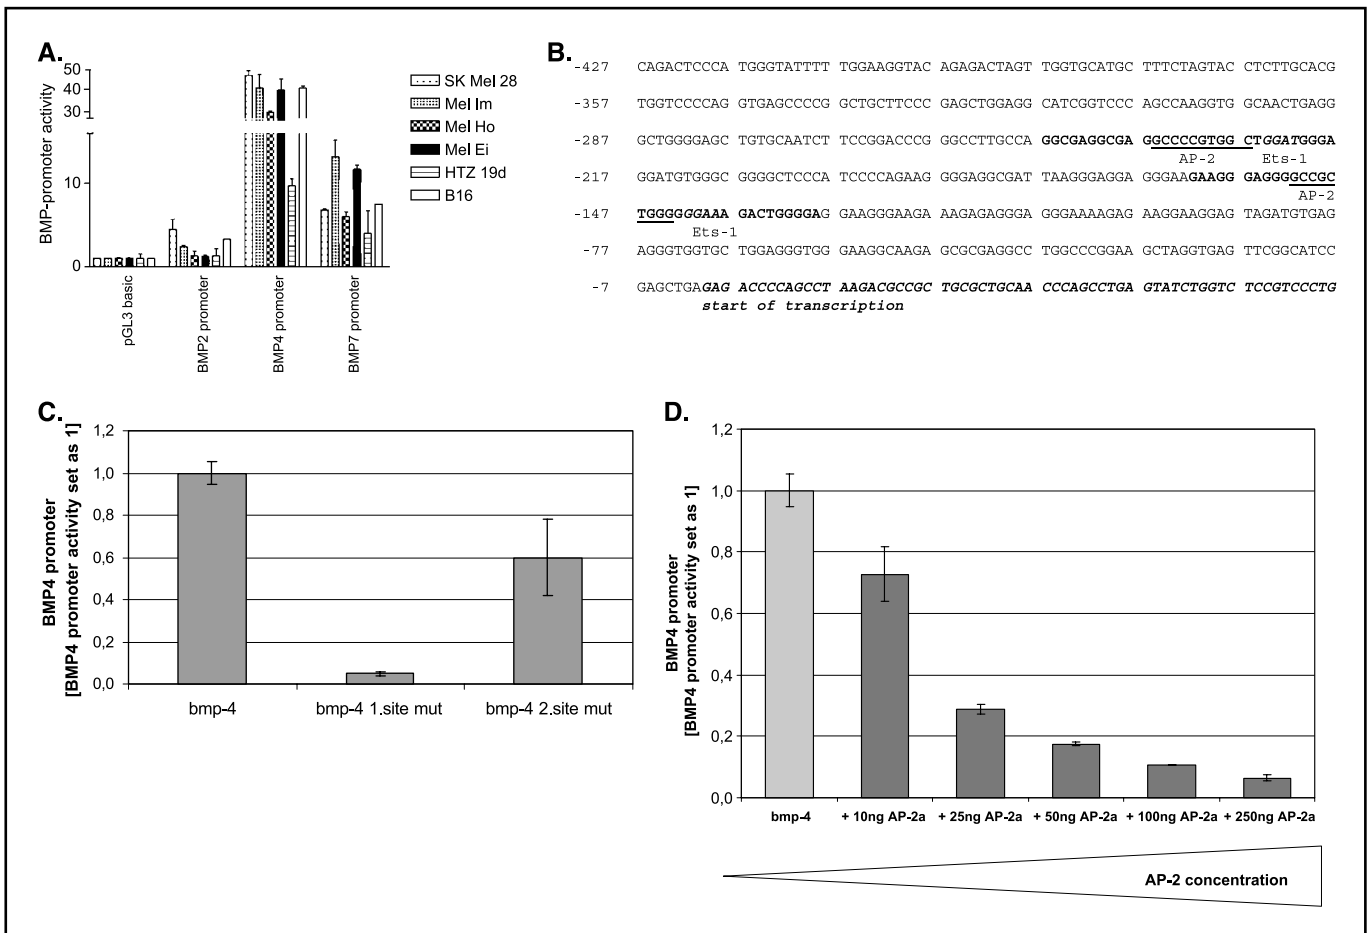 A.
BMP-promoter activity
50
40
30
10
0
pGL3 basic
BMP2 promoter
BMP4 promoter
BMP7 promoter
SK Mel 28
Mel Im
Mel Ho
Mel Ei
HTZ 19d
B16
B.
-427 CAGACTCCCA TGGGTATTTT TGGAAGGTAC AGAGACTAGT TGGTGCATGC TTTCTAGTAC CTCTTGCACG
-357 TGGTCCCCAG GTGAGCCCCG GCTGCTTCCC GAGCTGGAGG CATCGGTCCC AGCCAAGGTG GCAACTGAGG
-287 GCTGGGGAGC TGTGCAATCT TCCGGACCCG GGCCTTGCCA GGCGAGGCGA GGCCCCGTGG CTGGATGGGA
AP-2 Ets-1
-217 GGATGTGGGC GGGGCTCCCA TCCCCAGAAG GGGAGGCGAT TAAGGGAGGA GGGAAGAAGG GAGGGGCCGC
AP-2
-147 TGGGGGGAAA GACTGGGGAG GGAAGGGAAGA AAGAGAGGGA GGGAAAAGAG AAGGAAGGAG TAGATGTGAG
Ets-1
-77 AGGGTGGTGC TGGAGGGTGG GAAGGCAAGA GCGCGAGGCC TGGCCCGGAA GCTAGGTGAG TTCGGCATCC
-7 GAGCTGAGAG ACCCCAGCCT AAGACGCCGC TGCGCTGCAA CCCAGCCTGA GTATCTGGTC TCCGTCCCTG
start of transcription
C.
BMP4 promoter
[BMP4 promoter activity set as 1]
1,2
1,0
0,8
0,6
0,4
0,2
0,0
bmp-4
bmp-4 1.site mut
bmp-4 2.site mut
D.
BMP4 promoter
[BMP4 promoter activity set as 1]
1,2
1,0
0,8
0,6
0,4
0,2
0,0
bmp-4
+ 10ng AP-2a
+ 25ng AP-2a
+ 50ng AP-2a
+ 100ng AP-2a
+ 250ng AP-2a
AP-2 concentration